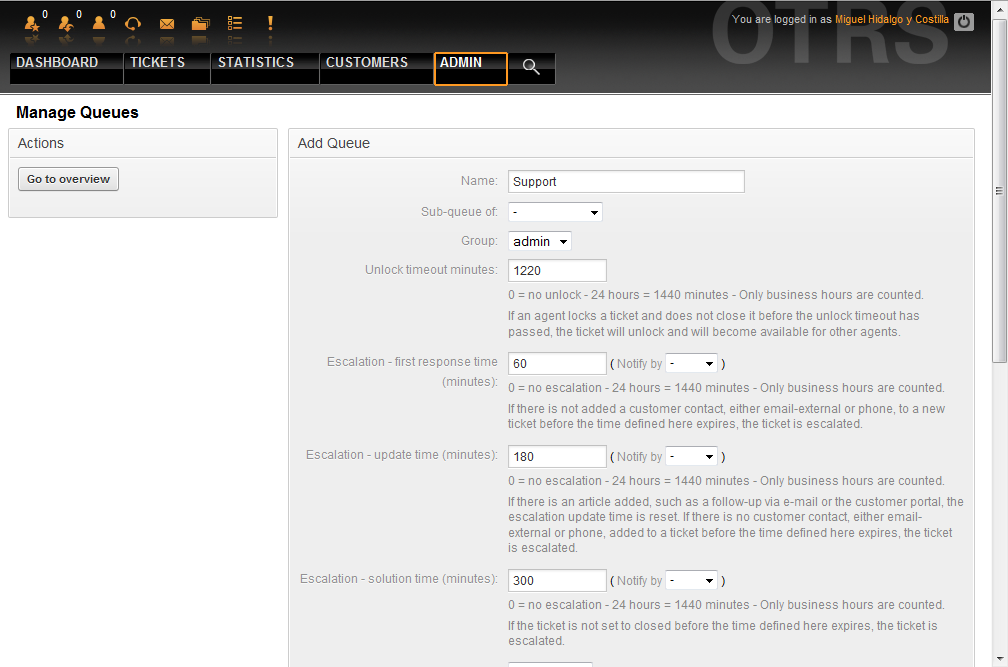 0 0 0
OTRS
You are logged in as Miguel Hidalgo y Costilla
DASHBOARD TICKETS STATISTICS CUSTOMERS ADMIN
Manage Queues
Actions
Go to overview
Add Queue
Name: Support
Sub-queue of: -
Group: admin
Unlock timeout minutes: 1220
0 = no unlock - 24 hours = 1440 minutes - Only business hours are counted.
If an agent locks a ticket and does not close it before the unlock timeout has
passed, the ticket will unlock and will become available for other agents.
Escalation - first response time
(minutes): 60 ( Notify by - )
0 = no escalation - 24 hours = 1440 minutes - Only business hours are counted.
If there is not added a customer contact, either email-external or phone, to a new
ticket before the time defined here expires, the ticket is escalated.
Escalation - update time (minutes): 180 ( Notify by - )
0 = no escalation - 24 hours = 1440 minutes - Only business hours are counted.
If there is an article added, such as a follow-up via e-mail or the customer portal, the
escalation update time is reset. If there is no customer contact, either email-
external or phone, added to a ticket before the time defined here expires, the ticket
is escalated.
Escalation - solution time (minutes): 300 ( Notify by - )
0 = no escalation - 24 hours = 1440 minutes - Only business hours are counted.
If the ticket is not set to closed before the time defined here expires, the ticket is
escalated.